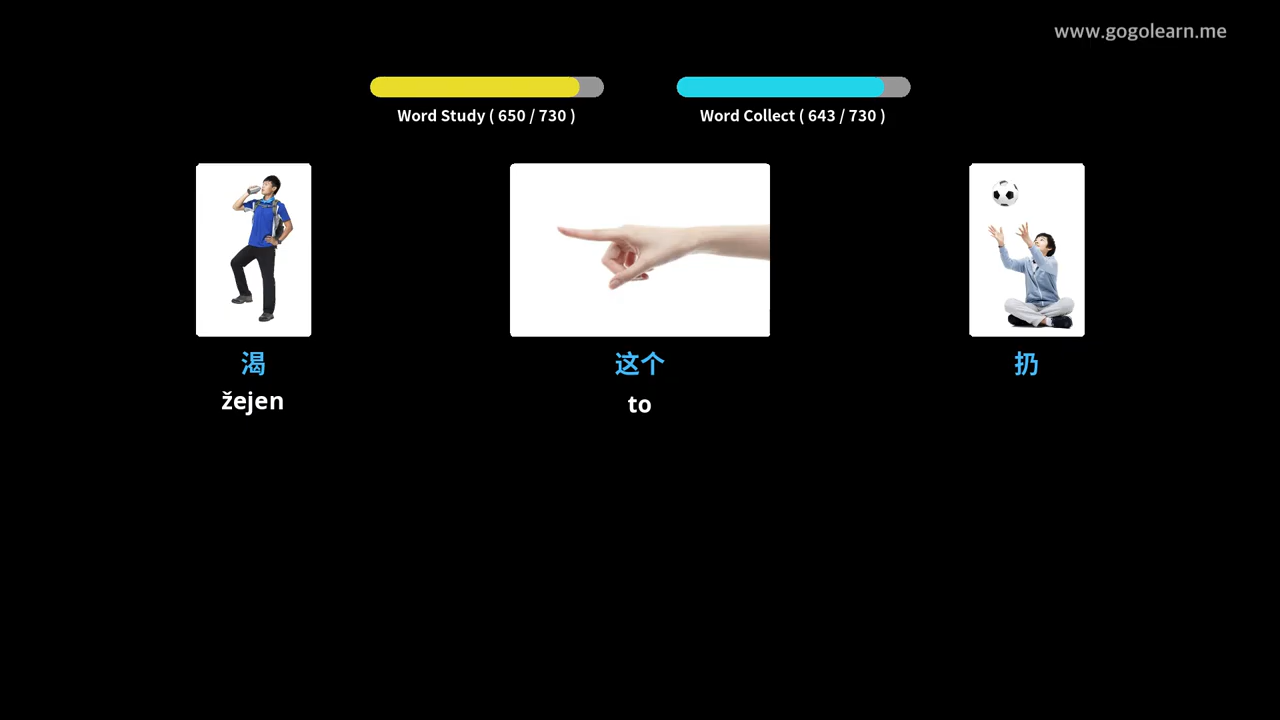 www.gogolearn.me
Word Study ( 650 / 730 )
Word Collect ( 643 / 730 )
渴
这个
扔
žejen
to